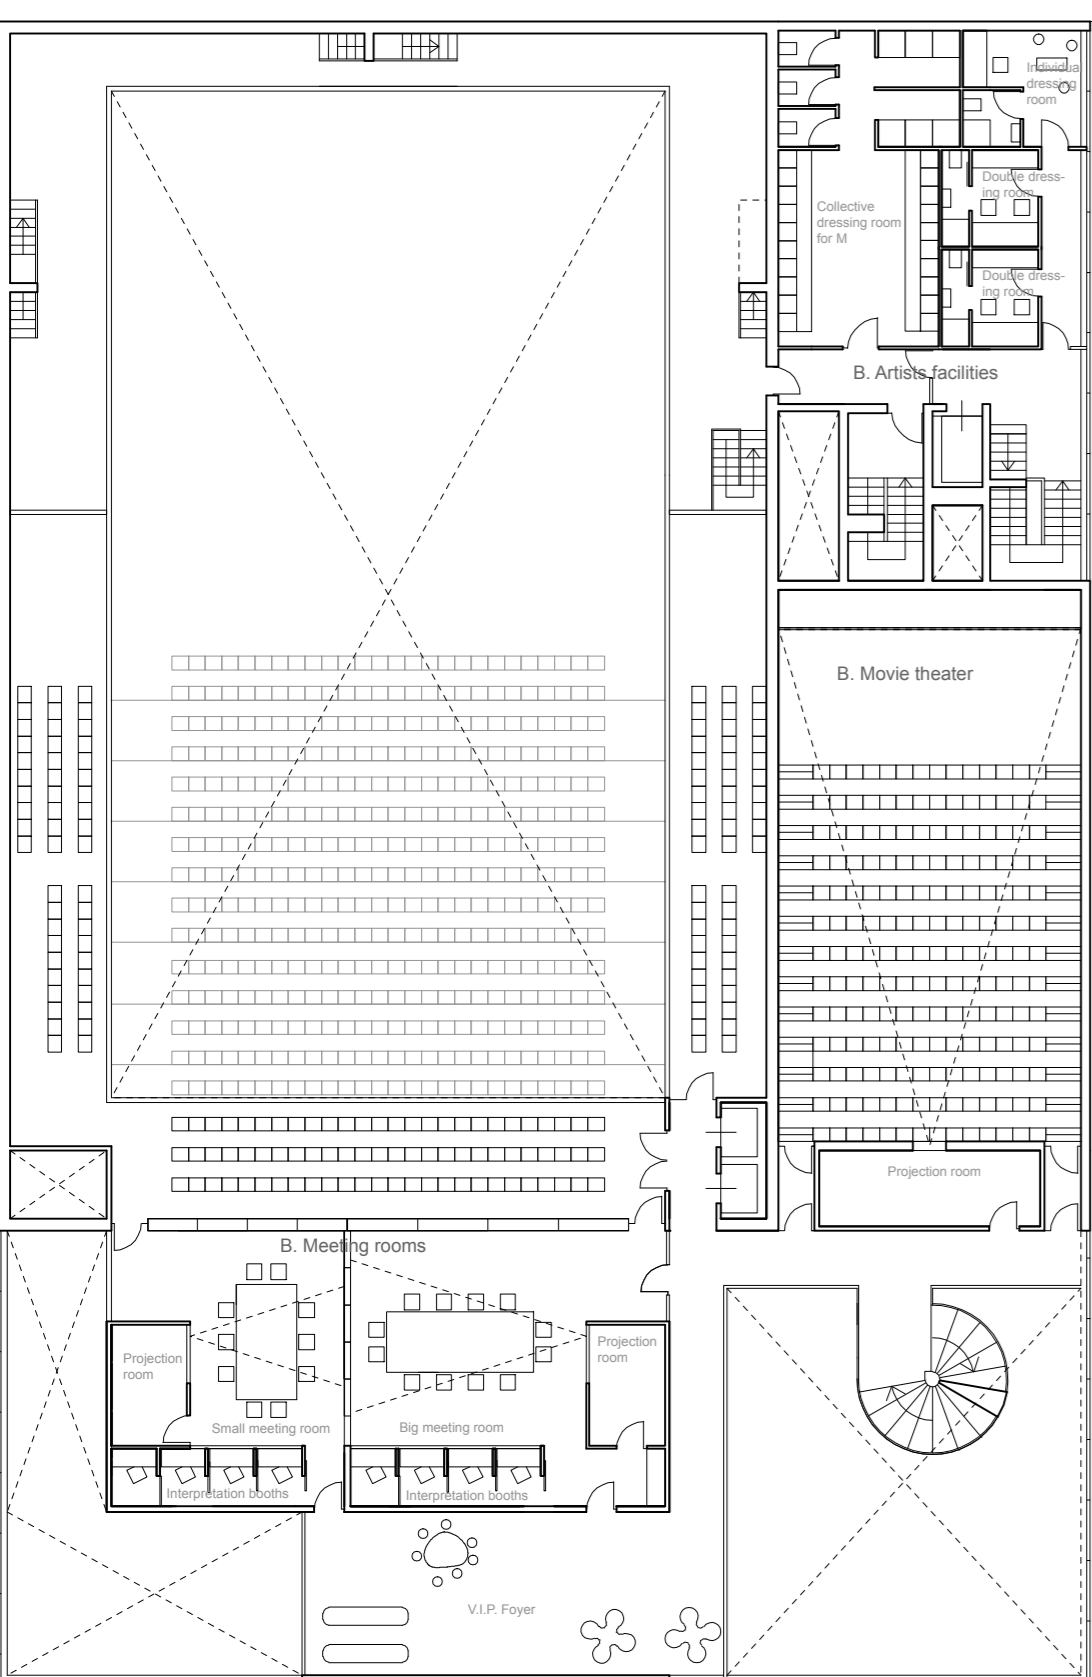 Individua
dressing
room
Double dress-
ing room
Collective
dressing room
for M
Double dress-
ing room
B. Artists facilities
B. Movie theater
Projection room
B. Meeting rooms
Projection
room
Projection
room
Small meeting room
Big meeting room
Interpretation booths
Interpretation booths
V.I.P. Foyer